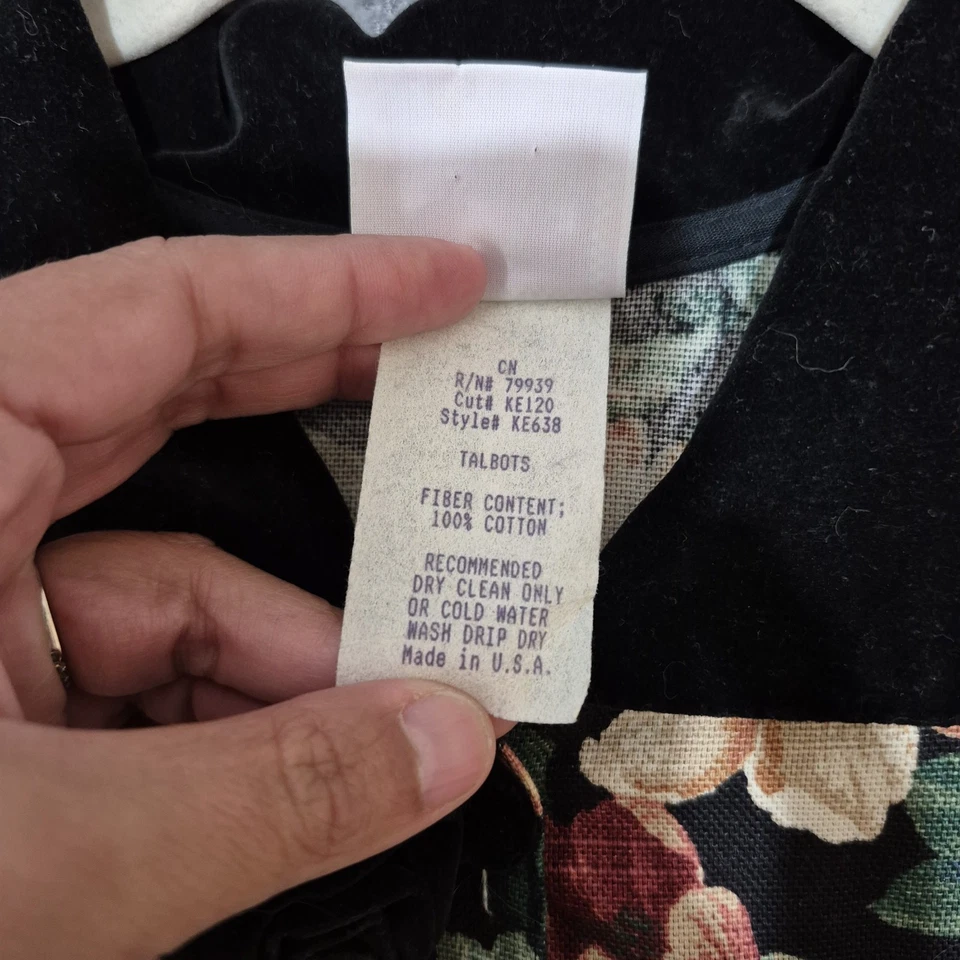 CN
R/N# 79939
Cut# KE120
Style# KE638
TALBOTS
FIBER CONTENT;
100% COTTON
RECOMMENDED
DRY CLEAN ONLY
OR COLD WATER
WASH DRIP DRY
Made in U.S.A.